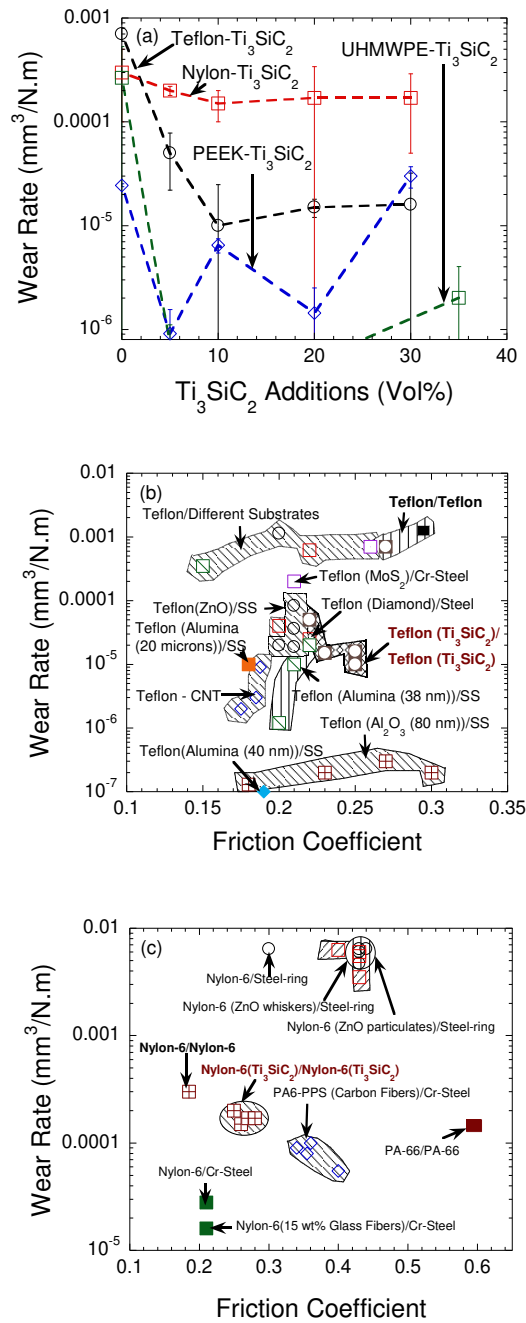 (a)
Teflon-Ti₃SiC₂
UHMWPE-Ti₃SiC₂
Nylon-Ti₃SiC₂
PEEK-Ti₃SiC₂
Wear Rate (mm³/N.m)
0.0001
10⁻⁵
10⁻⁶
0 10 20 30 40
Ti₃SiC₂ Additions (Vol%)
(b)
Teflon/Teflon
Teflon/Different Substrates
Teflon (MoS₂)/Cr-Steel
Teflon(ZnO)/SS
Teflon (Diamond)/Steel
Teflon (Alumina
(20 microns))/SS
Teflon (Ti₃SiC₂)/
Teflon (Ti₃SiC₂)
Teflon - CNT
Teflon (Alumina (38 nm))/SS
Teflon (Al₂O₃ (80 nm))/SS
Teflon(Alumina (40 nm))/SS
Wear Rate (mm³/N.m)
0.01
0.001
0.0001
10⁻⁵
10⁻⁶
10⁻⁷
0.1 0.15 0.2 0.25 0.3 0.35
Friction Coefficient
(c)
Nylon-6/Steel-ring
Nylon-6 (ZnO whiskers)/Steel-ring
Nylon-6 (ZnO particulates)/Steel-ring
Nylon-6/Nylon-6
Nylon-6(Ti₃SiC₂)/Nylon-6(Ti₃SiC₂)
PA6-PPS (Carbon Fibers)/Cr-Steel
PA-66/PA-66
Nylon-6/Cr-Steel
Nylon-6(15 wt% Glass Fibers)/Cr-Steel
Wear Rate (mm³/N.m)
0.01
0.001
0.0001
10⁻⁵
0.1 0.2 0.3 0.4 0.5 0.6
Friction Coefficient